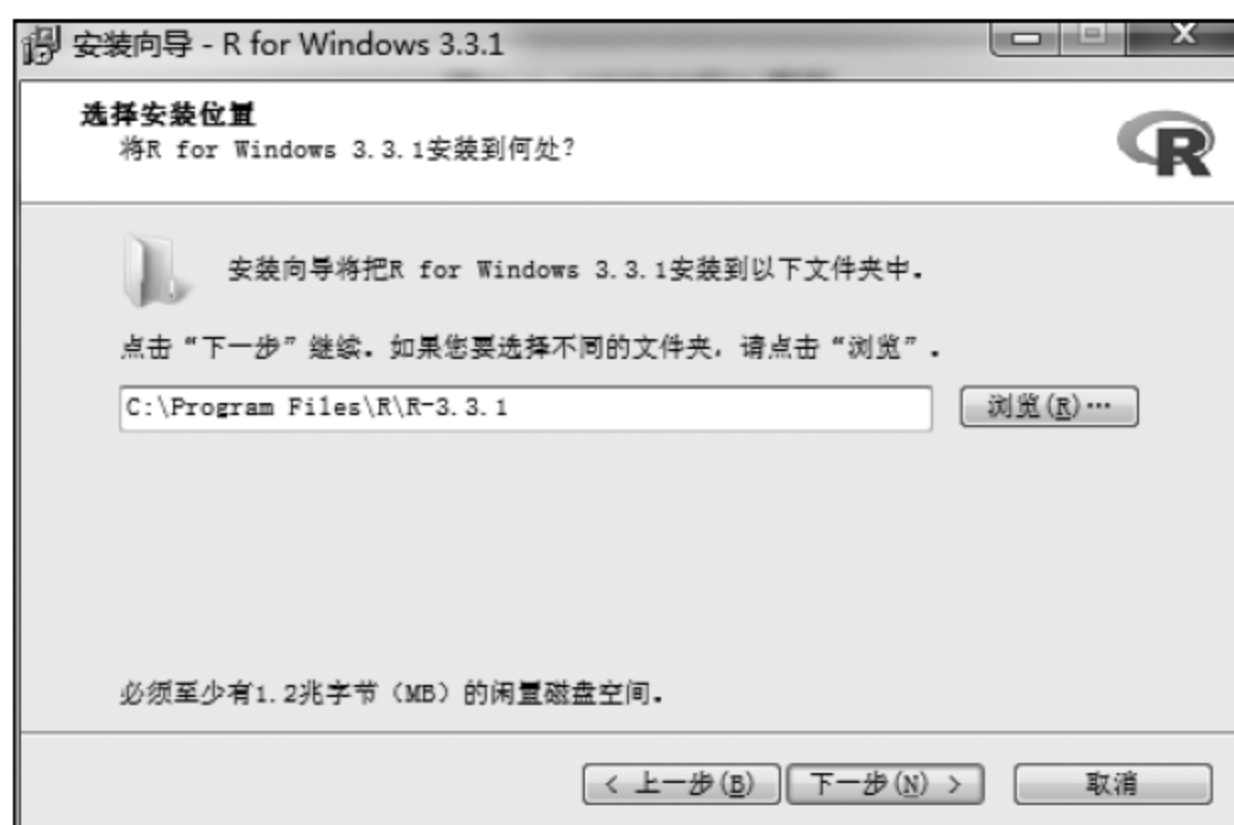 安装向导 - R for Windows 3.3.1
选择安装位置
将R for Windows 3.3.1安装到何处?
R
安装向导将把R for Windows 3.3.1安装到以下文件夹中.
点击“下一步”继续. 如果您要选择不同的文件夹, 请点击“浏览”.
C:\Program Files\R\R-3.3.1
浏览(R)…
必须至少有1.2兆字节（MB）的闲置磁盘空间.
< 上一步(B)
下一步(N) >
取消